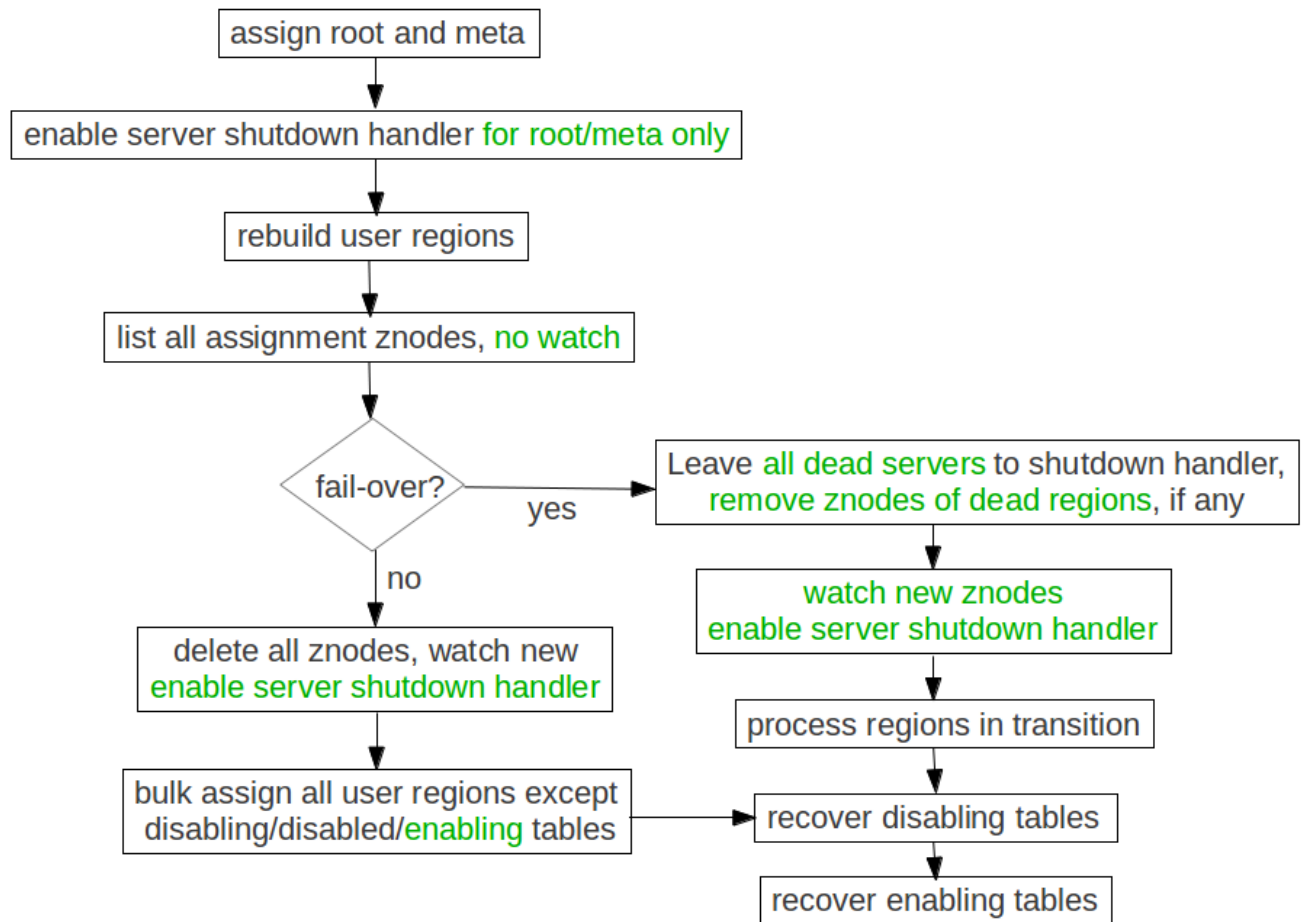 assign root and meta
enable server shutdown handler for root/meta only
rebuild user regions
list all assignment znodes, no watch
fail-over?
yes
Leave all dead servers to shutdown handler,
remove znodes of dead regions, if any
watch new znodes
enable server shutdown handler
process regions in transition
no
delete all znodes, watch new
enable server shutdown handler
bulk assign all user regions except
disabling/disabled/enabling tables
recover disabling tables
recover enabling tables